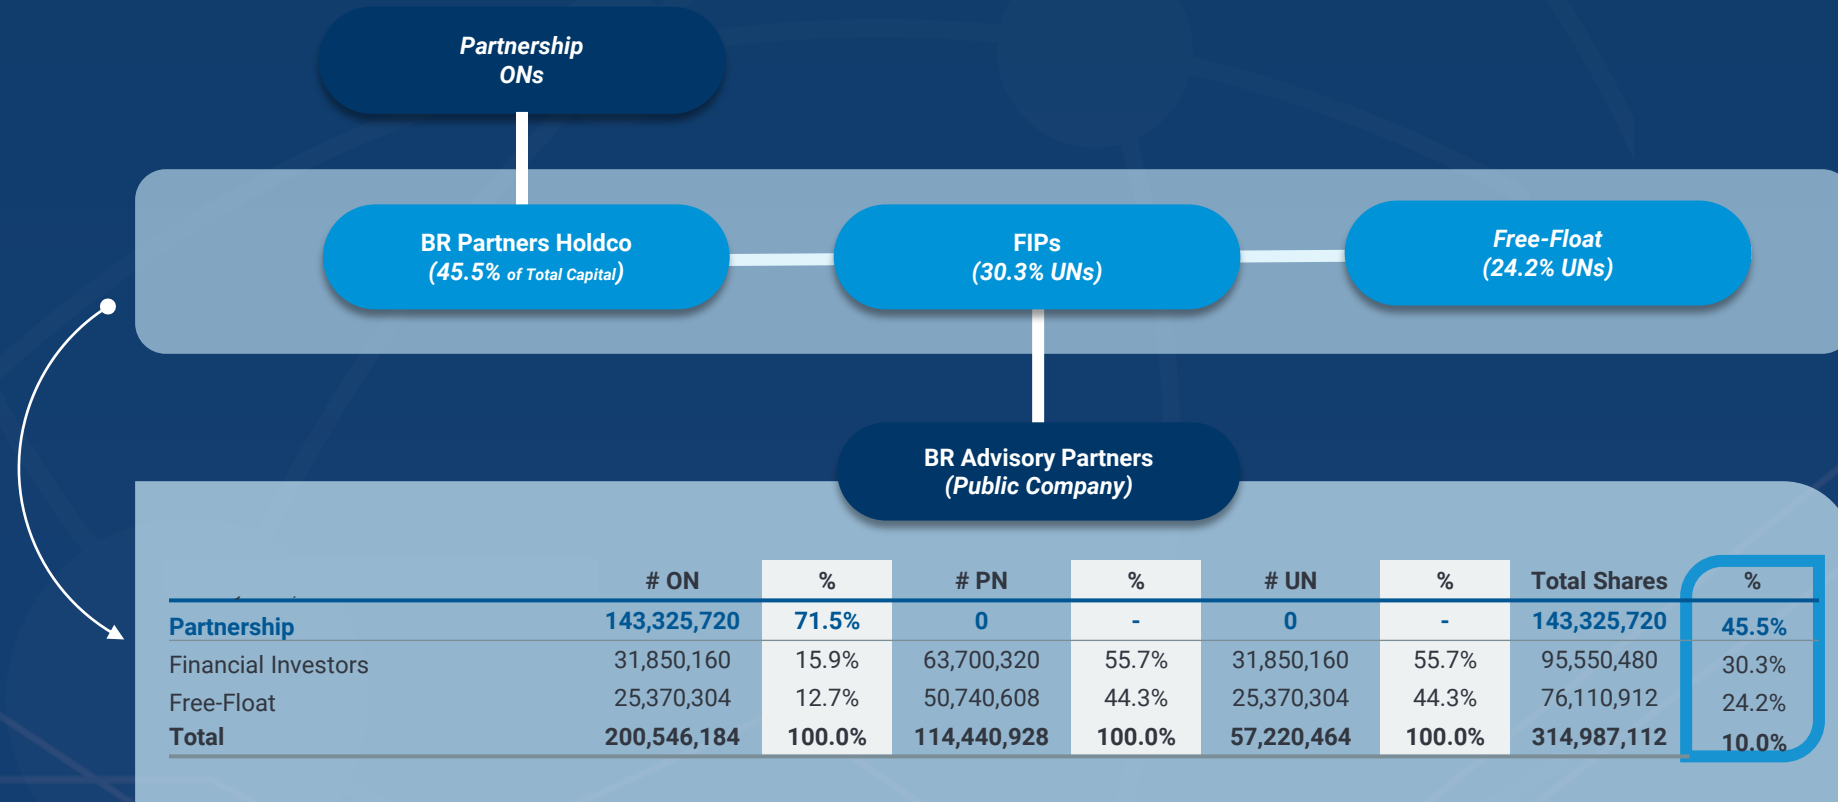 Partnership
ONs
BR Partners Holdco
(45.5% of Total Capital)
FIPs
(30.3% UNs)
Free-Float
(24.2% UNs)
BR Advisory Partners
(Public Company)
# ON % # PN % # UN % Total Shares %
Partnership 143,325,720 71.5% 0 - 0 - 143,325,720 45.5%
Financial Investors 31,850,160 15.9% 63,700,320 55.7% 31,850,160 55.7% 95,550,480 30.3%
Free-Float 25,370,304 12.7% 50,740,608 44.3% 25,370,304 44.3% 76,110,912 24.2%
Total 200,546,184 100.0% 114,440,928 100.0% 57,220,464 100.0% 314,987,112 10.0%